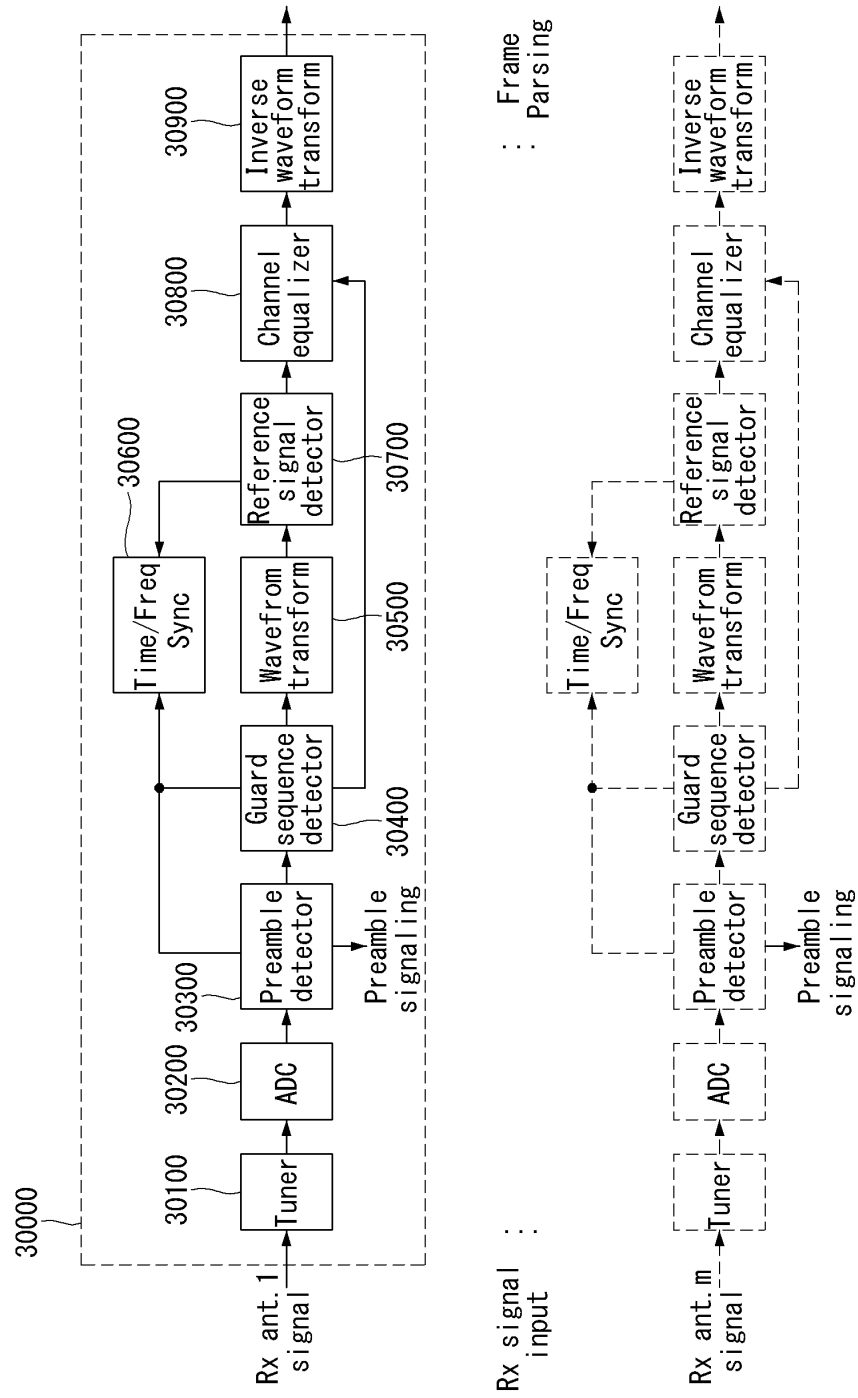 30000
30100
30200
30300
30600
30800
30900
Rx ant.1
signal
Tuner
ADC
Preamble
detector
Guard
sequence
detector
Time/Freq
Sync
Wavefrom
transform
Reference
signal
detector
Channel
equalizer
Inverse
waveform
transform
30400
30500
30700
Preamble
signaling
Rx signal
input
Frame
Parsing
Rx ant.m
signal
Tuner
ADC
Preamble
detector
Guard
sequence
detector
Time/Freq
Sync
Wavefrom
transform
Reference
signal
detector
Channel
equalizer
Inverse
waveform
transform
Preamble
signaling